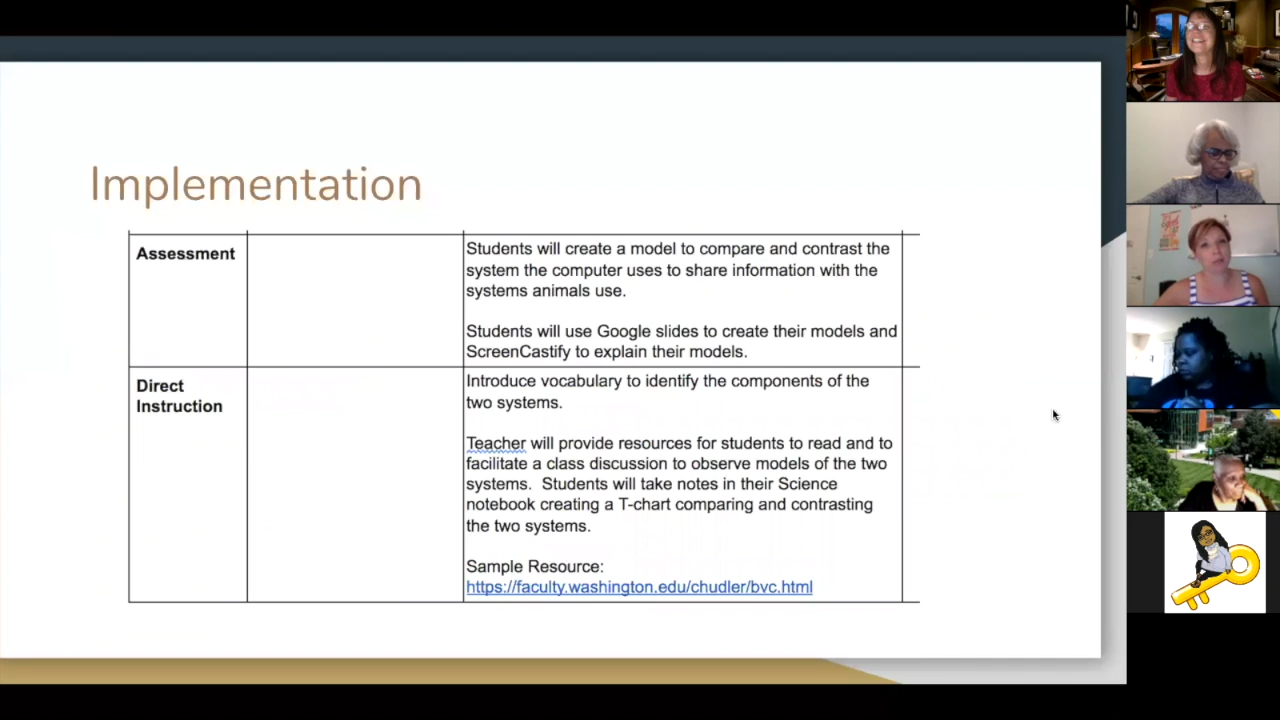 Implementation
Assessment
Students will create a model to compare and contrast the
system the computer uses to share information with the
systems animals use.
Students will use Google slides to create their models and
ScreenCastify to explain their models.
Direct
Instruction
Introduce vocabulary to identify the components of the
two systems.
Teacher will provide resources for students to read and to
facilitate a class discussion to observe models of the two
systems.  Students will take notes in their Science
notebook creating a T-chart comparing and contrasting
the two systems.
Sample Resource:
https://faculty.washington.edu/chudler/bvc.html